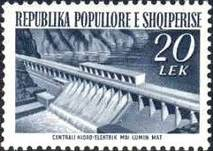 REPUBLIKA POPULLORE E SHQIPERISE
20
LEK
CENTRALI HIDRO-ELEKTRIK MBI LUMIN MAT